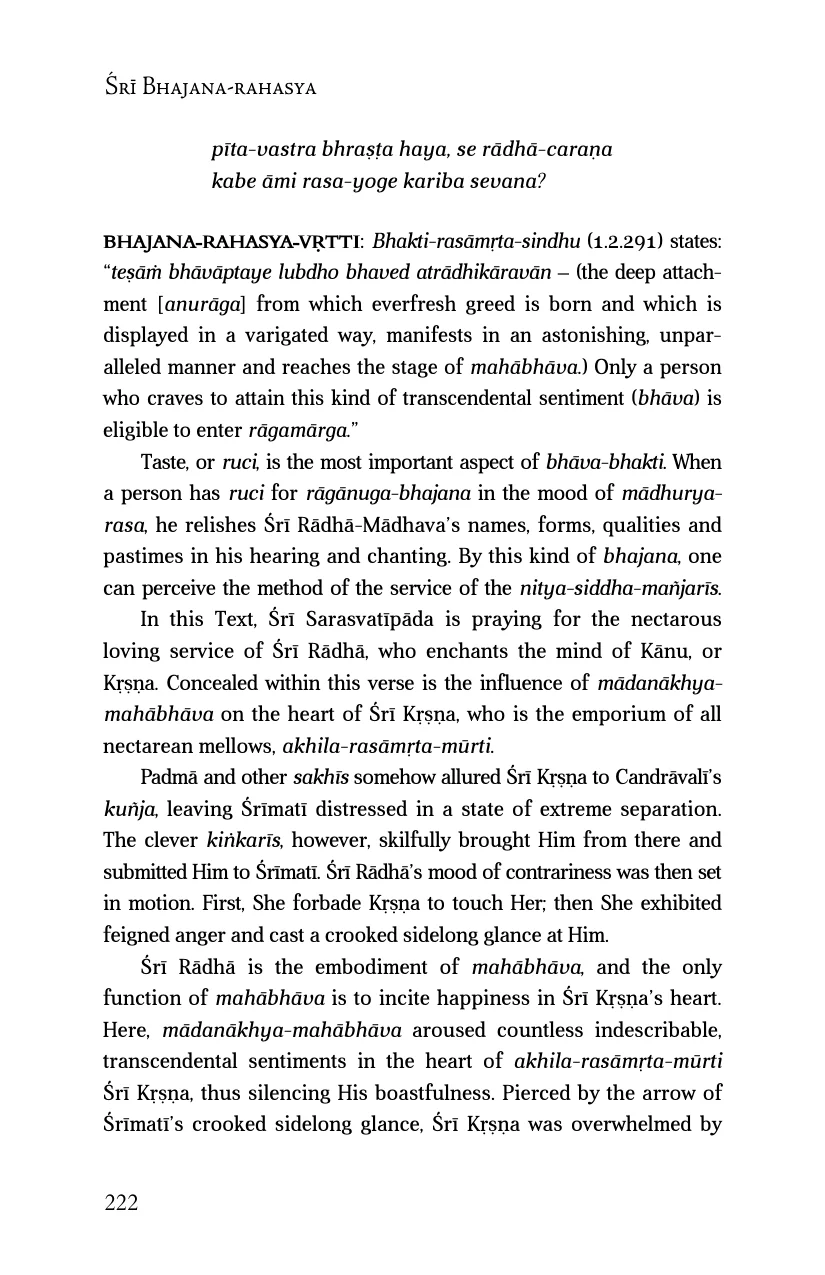 Śrī Bhajana-rahasya
pīta-vastra bhraṣṭa haya, se rādhā-caraṇa
kabe āmi rasa-yoge kariba sevana?
BHAJANA-RAHASYA-VṚTTI: Bhakti-rasāmṛta-sindhu (1.2.291) states:
“teṣāṁ bhāvāptaye lubdho bhaved atrādhikāravān – (the deep attach-
ment [anurāga] from which everfresh greed is born and which is
displayed in a varigated way, manifests in an astonishing, unpar-
alleled manner and reaches the stage of mahābhāva.) Only a person
who craves to attain this kind of transcendental sentiment (bhāva) is
eligible to enter rāgamārga.”
Taste, or ruci, is the most important aspect of bhāva-bhakti. When
a person has ruci for rāgānuga-bhajana in the mood of mādhurya-
rasa, he relishes Śrī Rādhā-Mādhava’s names, forms, qualities and
pastimes in his hearing and chanting. By this kind of bhajana, one
can perceive the method of the service of the nitya-siddha-mañjarīs.
In this Text, Śrī Sarasvatīpāda is praying for the nectarous
loving service of Śrī Rādhā, who enchants the mind of Kānu, or
Kṛṣṇa. Concealed within this verse is the influence of mādanākhya-
mahābhāva on the heart of Śrī Kṛṣṇa, who is the emporium of all
nectarean mellows, akhila-rasāmṛta-mūrti.
Padmā and other sakhīs somehow allured Śrī Kṛṣṇa to Candrāvalī’s
kuñja, leaving Śrīmatī distressed in a state of extreme separation.
The clever kiṅkarīs, however, skilfully brought Him from there and
submitted Him to Śrīmatī. Śrī Rādhā’s mood of contrariness was then set
in motion. First, She forbade Kṛṣṇa to touch Her; then She exhibited
feigned anger and cast a crooked sidelong glance at Him.
Śrī Rādhā is the embodiment of mahābhāva, and the only
function of mahābhāva is to incite happiness in Śrī Kṛṣṇa’s heart.
Here, mādanākhya-mahābhāva aroused countless indescribable,
transcendental sentiments in the heart of akhila-rasāmṛta-mūrti
Śrī Kṛṣṇa, thus silencing His boastfulness. Pierced by the arrow of
Śrīmatī’s crooked sidelong glance, Śrī Kṛṣṇa was overwhelmed by
222